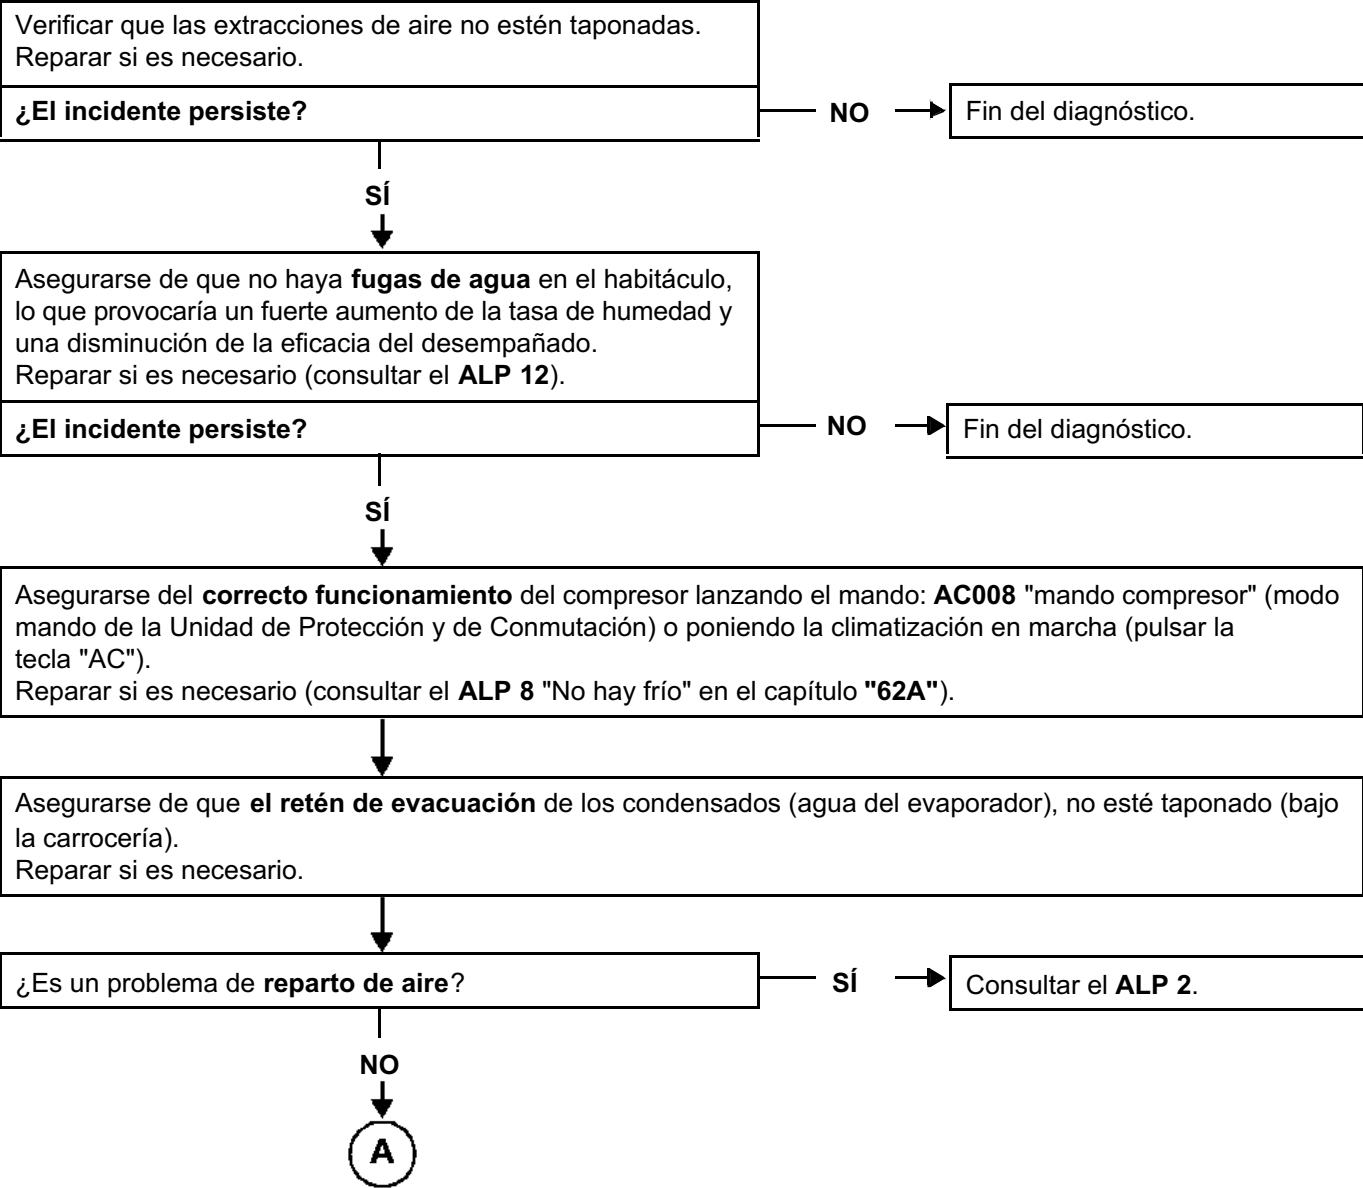 Verificar que las extracciones de aire no estén taponadas.
Reparar si es necesario.
¿El incidente persiste?
NO
Fin del diagnóstico.
SÍ
Asegurarse de que no haya fugas de agua en el habitáculo,
lo que provocaría un fuerte aumento de la tasa de humedad y
una disminución de la eficacia del desempañado.
Reparar si es necesario (consultar el ALP 12).
¿El incidente persiste?
NO
Fin del diagnóstico.
SÍ
Asegurarse del correcto funcionamiento del compresor lanzando el mando: AC008 "mando compresor" (modo
mando de la Unidad de Protección y de Conmutación) o poniendo la climatización en marcha (pulsar la
tecla "AC").
Reparar si es necesario (consultar el ALP 8 "No hay frío" en el capítulo "62A").
Asegurarse de que el retén de evacuación de los condensados (agua del evaporador), no esté taponado (bajo
la carrocería).
Reparar si es necesario.
¿Es un problema de reparto de aire?
SÍ
Consultar el ALP 2.
NO
A